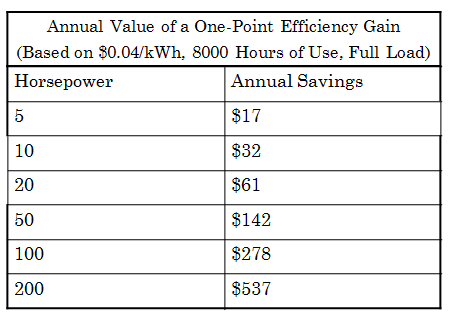 Annual Value of a One-Point Efficiency Gain
(Based on $0.04/kWh, 8000 Hours of Use, Full Load)
Horsepower Annual Savings
5 $17
10 $32
20 $61
50 $142
100 $278
200 $537